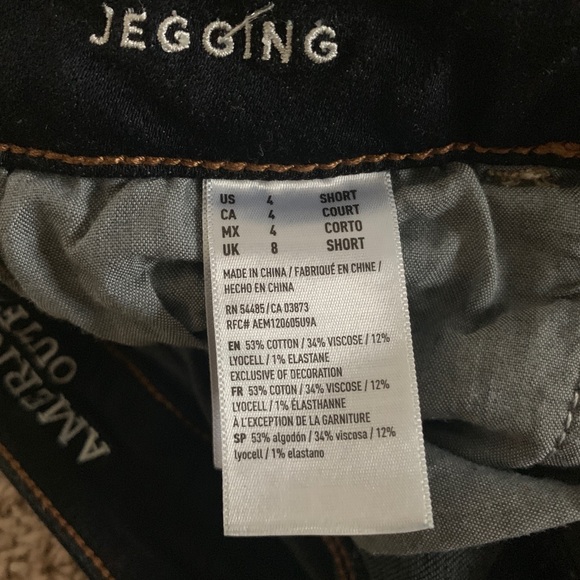 JEGGING
US 4 SHORT
CA 4 COURT
MX 4 CORTO
UK 8 SHORT
MADE IN CHINA / FABRIQUÉ EN CHINE /
HECHO EN CHINA
RN 54485/CA 03873
RFC# AEM120605U9A
EN 53% COTTON / 34% VISCOSE / 12%
LYOCELL / 1% ELASTANE
EXCLUSIVE OF DECORATION
FR 53% COTON / 34% VISCOSE / 12%
LYOCELL / 1% ÉLASTHANNE
À L'EXCEPTION DE LA GARNITURE
SP 53% algodón / 34% viscosa / 12%
lyocell / 1% elastano